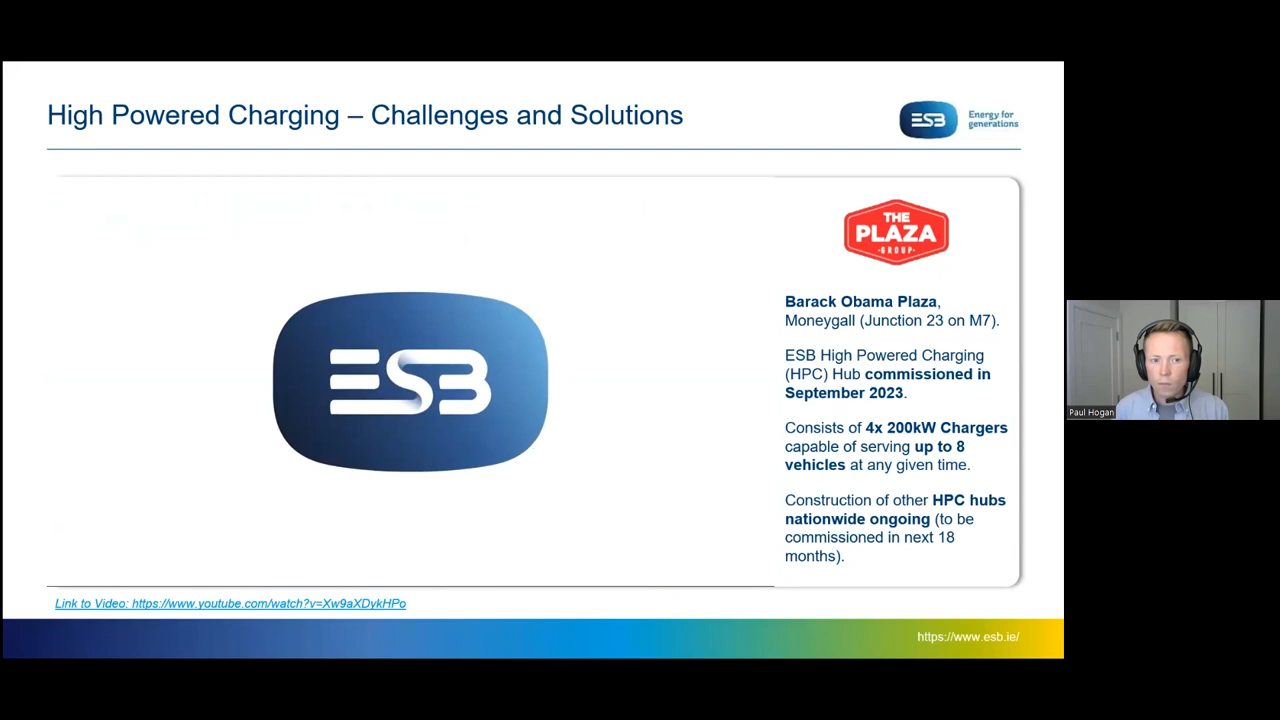 High Powered Charging – Challenges and Solutions
ESB
Energy for
generations
ESB
THE
PLAZA
·GROUP·
Barack Obama Plaza,
Moneygall (Junction 23 on M7).
ESB High Powered Charging
(HPC) Hub commissioned in
September 2023.
Consists of 4x 200kW Chargers
capable of serving up to 8
vehicles at any given time.
Construction of other HPC hubs
nationwide ongoing (to be
commissioned in next 18
months).
Paul Hogan
Link to Video: https://www.youtube.com/watch?v=Xw9aXDykHPo
https://www.esb.ie/